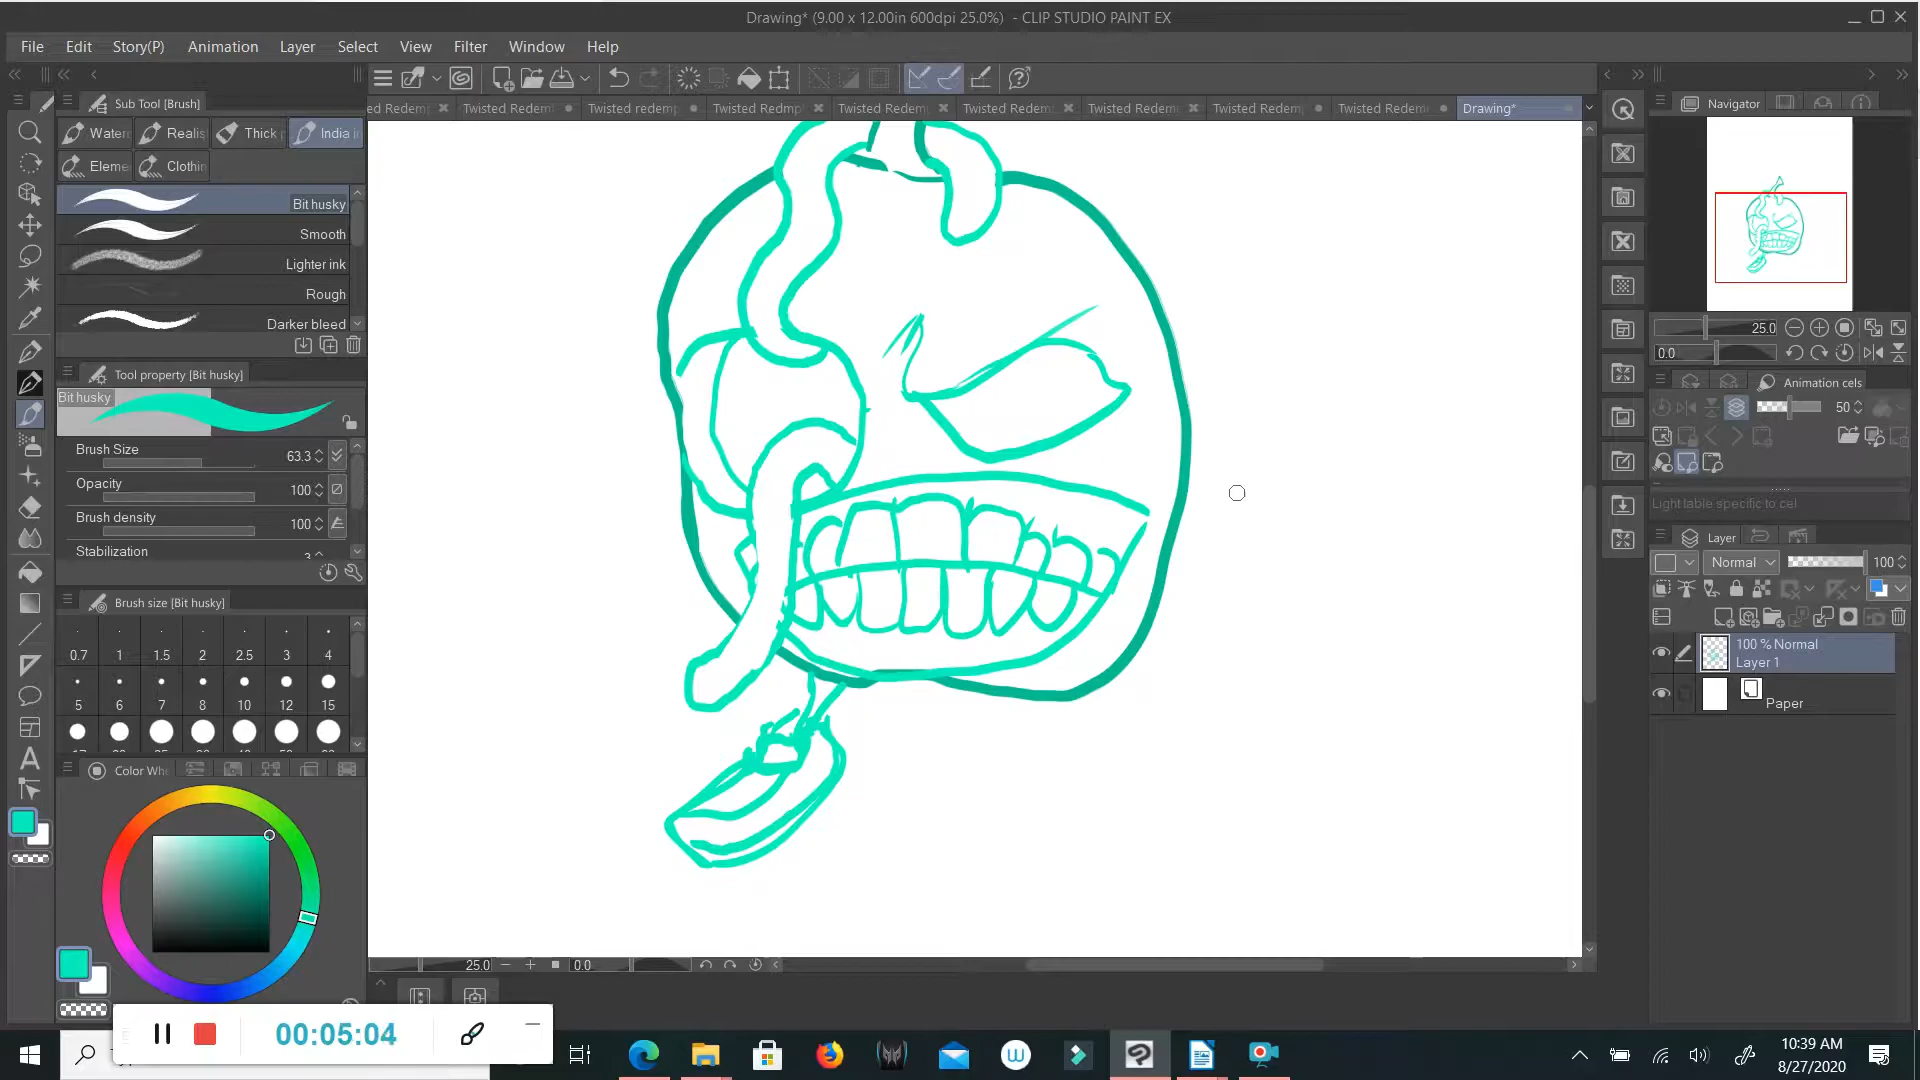 Drawing* (9.00 x 12.00in 600dpi 25.0%) - CLIP STUDIO PAINT EX
File Edit Story(P) Animation Layer Select View Filter Window Help
Sub Tool [Brush]
Navigator
ed Redemp Twisted Redem Twisted redemp Twisted Redmp Twisted Redem Twisted Redem Twisted Redem Twisted Redem Twisted Redem Drawing*
Realis Thick India in
Eleme Clothin
Bit husky
Smooth
Lighter ink
Rough
Darker bleed
25.0
0.0
Tool property [Bit husky]
Animation cels
Bit husky
50
Brush Size
63.3
Opacity
100
Brush density
100
Light table specific to cel
Stabilization
3
Layer
Normal 100
Brush size [Bit husky]
0.7 1 1.5 2 2.5 3 4
5 6 7 8 10 12 15
100 % Normal
Layer 1
Paper
25.0 0.0
00:05:04
10:39 AM
8/27/2020